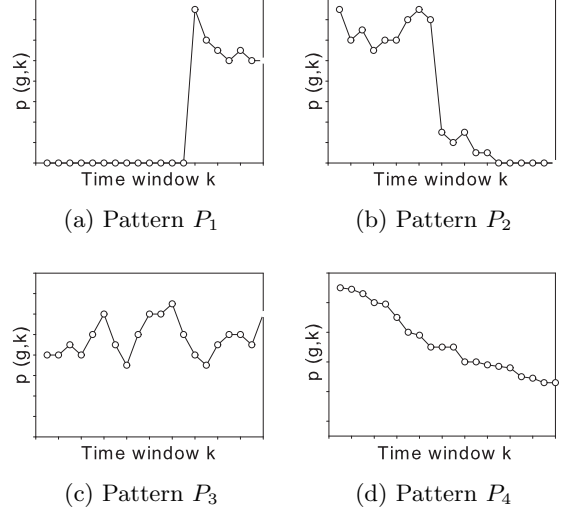 p (g,k)
Time window k
(a) Pattern P1
p (g,k)
Time window k
(b) Pattern P2
p (g,k)
Time window k
(c) Pattern P3
p (g,k)
Time window k
(d) Pattern P4